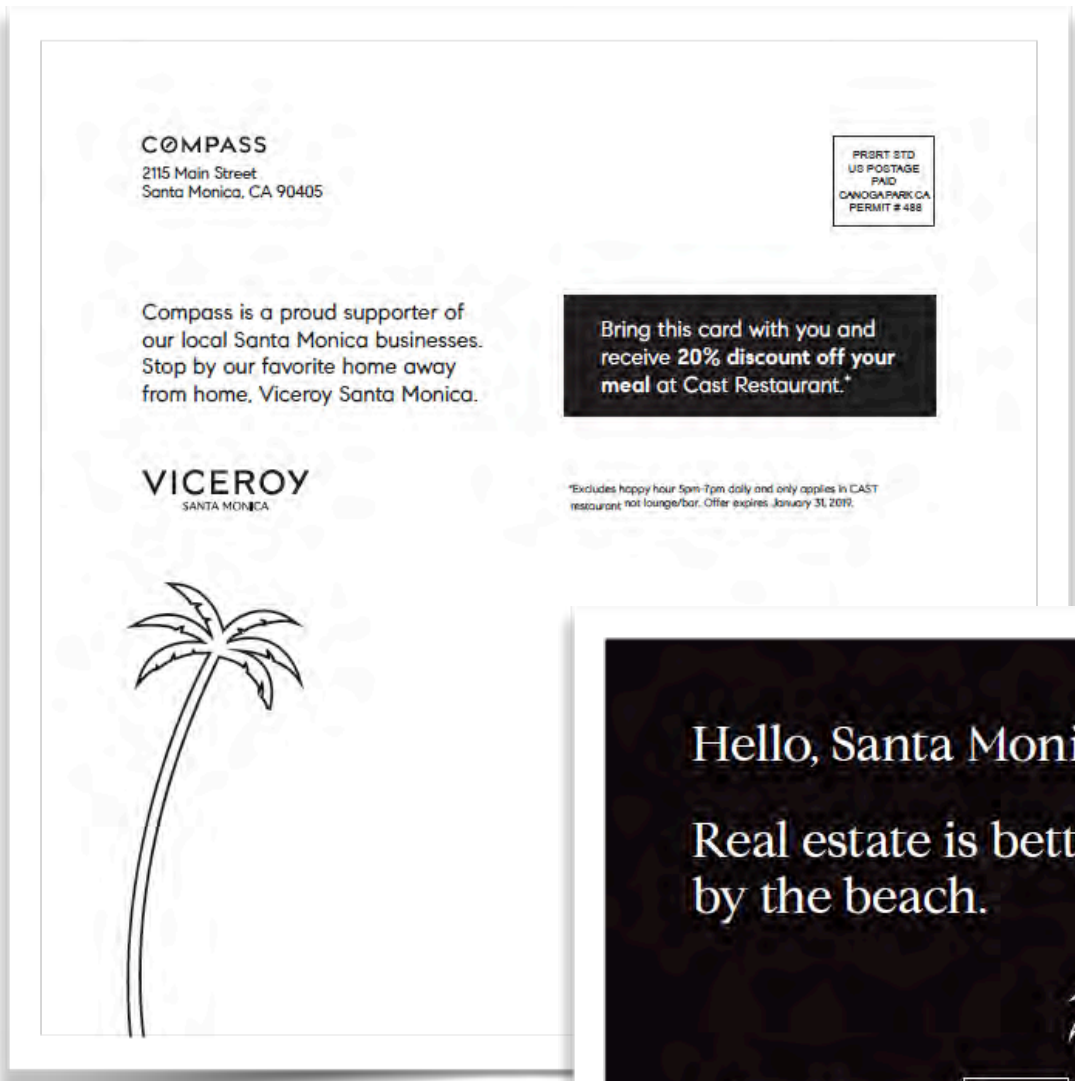 COMPASS
2115 Main Street
Santa Monica, CA 90405
PRSRT STD
US POSTAGE
PAID
CANOGA PARK CA
PERMIT # 488
Compass is a proud supporter of
our local Santa Monica businesses.
Stop by our favorite home away
from home, Viceroy Santa Monica.
Bring this card with you and
receive 20% discount off your
meal at Cast Restaurant.*
VICEROY
SANTA MONICA
*Excludes happy hour 5pm-7pm daily and only applies in CAST
restaurant not lounge/bar. Offer expires January 31, 2019.
Hello, Santa Moni
Real estate is bett
by the beach.